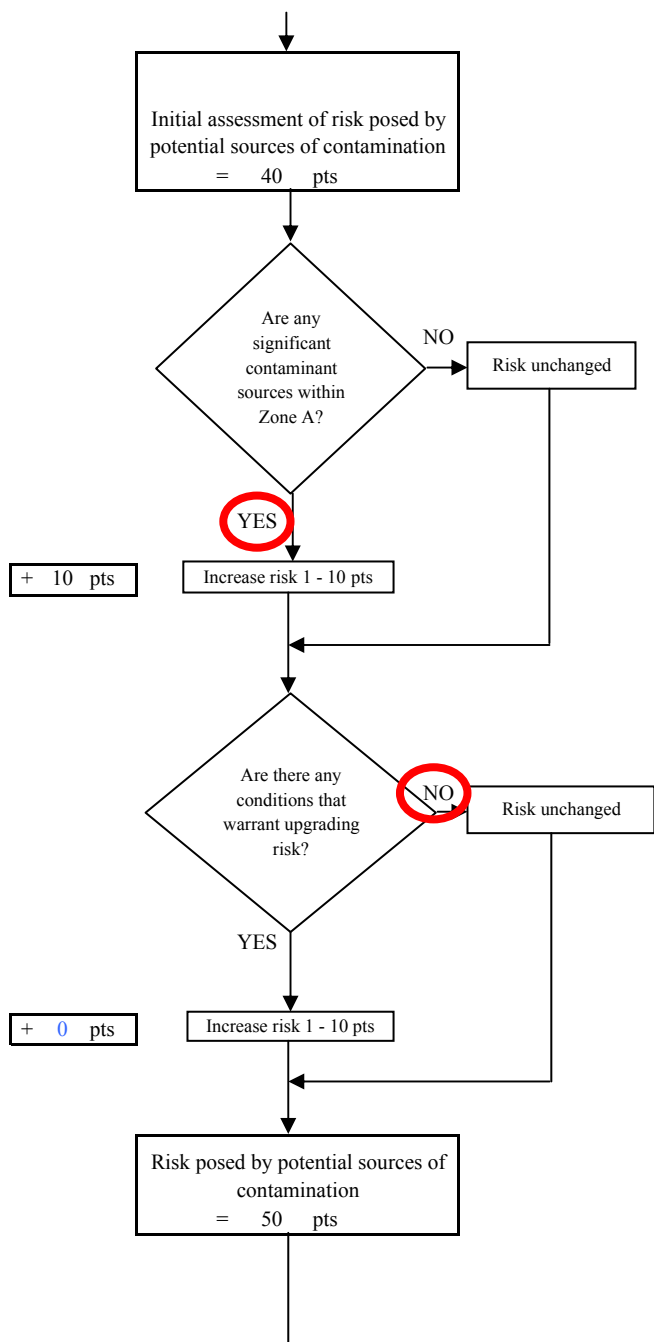 Initial assessment of risk posed by
potential sources of contamination
= 40 pts
Are any
significant
contaminant
sources within
Zone A?
NO
Risk unchanged
YES
+ 10 pts
Increase risk 1 - 10 pts
Are there any
conditions that
warrant upgrading
risk?
NO
Risk unchanged
YES
+ 0 pts
Increase risk 1 - 10 pts
Risk posed by potential sources of
contamination
= 50 pts